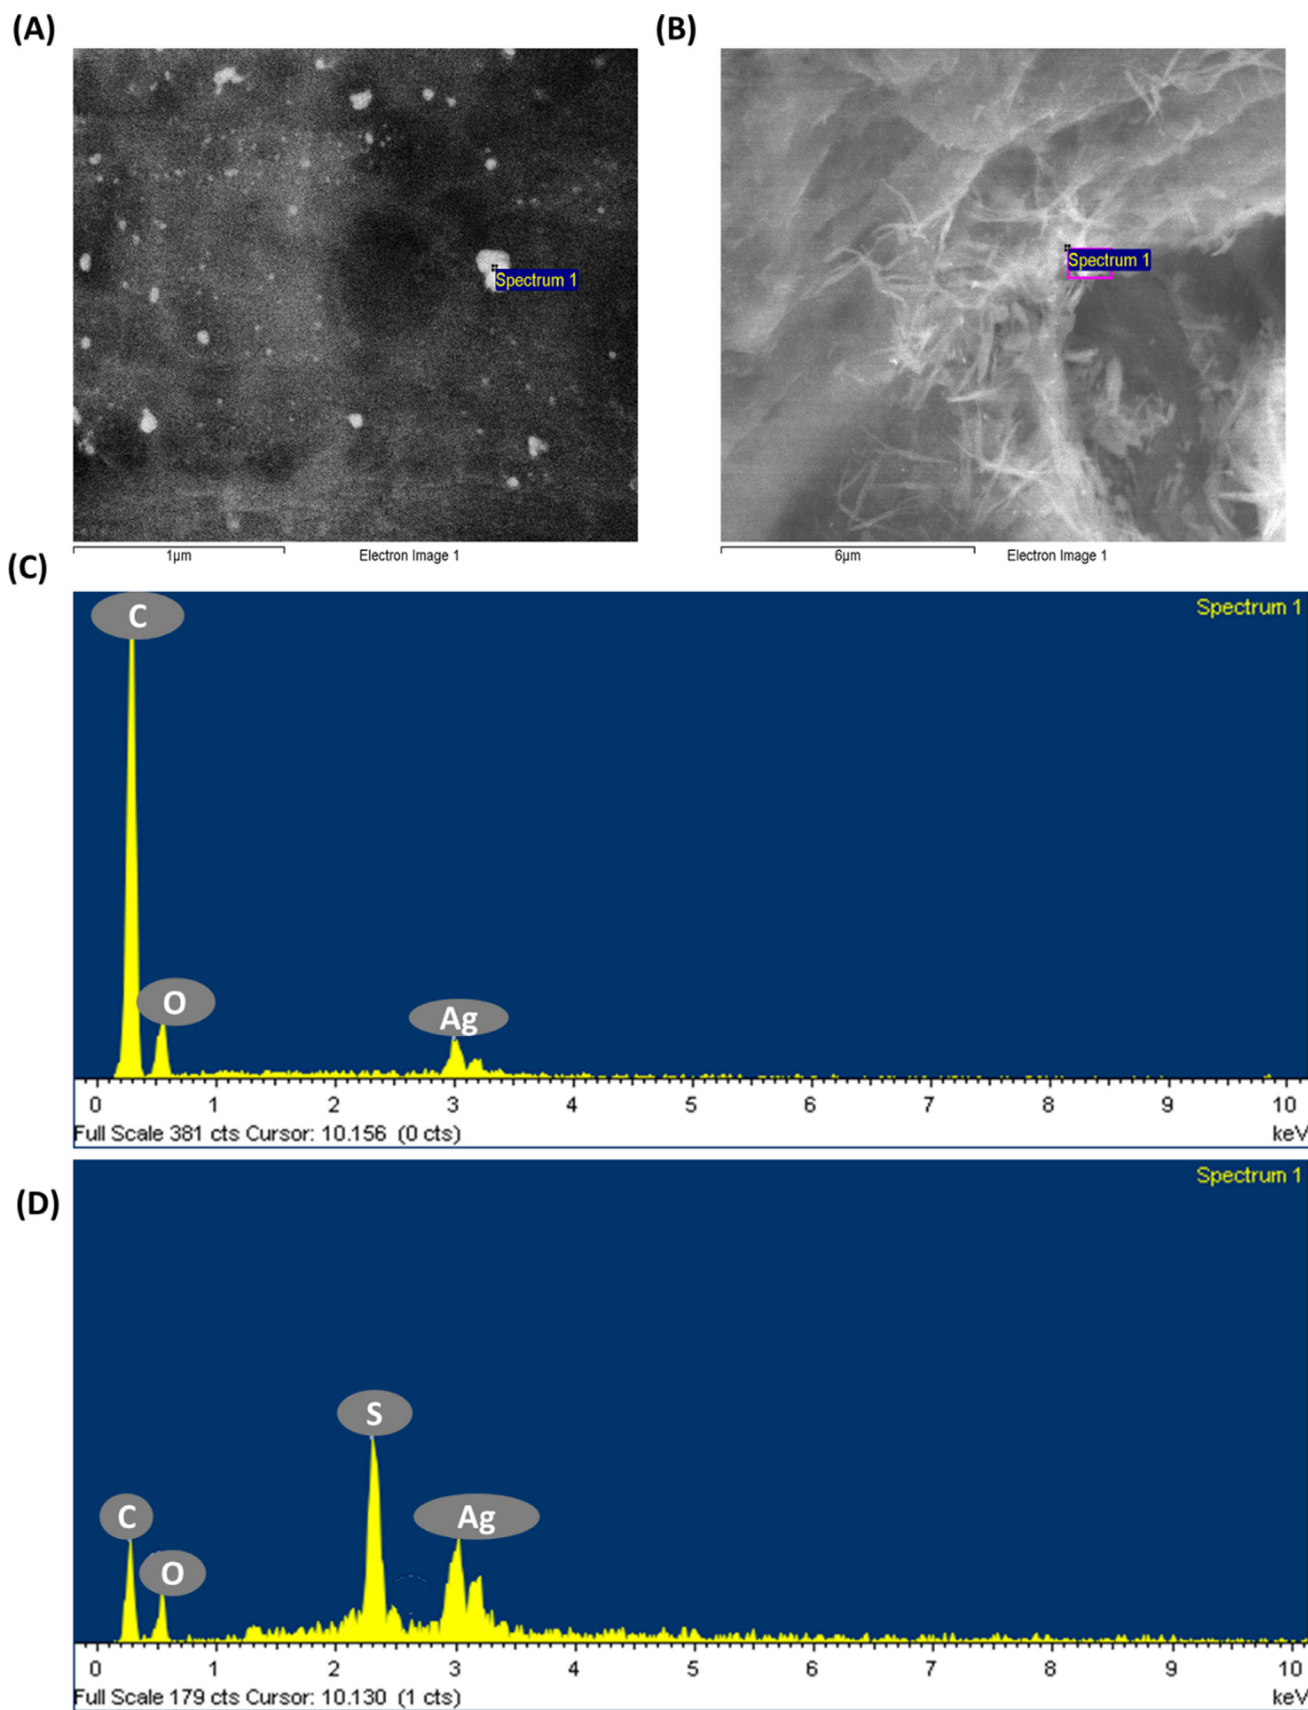 (A)
(B)
Spectrum 1
Spectrum 1
1µm
Electron Image 1
6µm
Electron Image 1
(C)
Spectrum 1
C
O
Ag
0 1 2 3 4 5 6 7 8 9 10
Full Scale 381 cts Cursor: 10.156 (0 cts)
keV
(D)
Spectrum 1
S
C
Ag
O
0 1 2 3 4 5 6 7 8 9 10
Full Scale 179 cts Cursor: 10.130 (1 cts)
keV